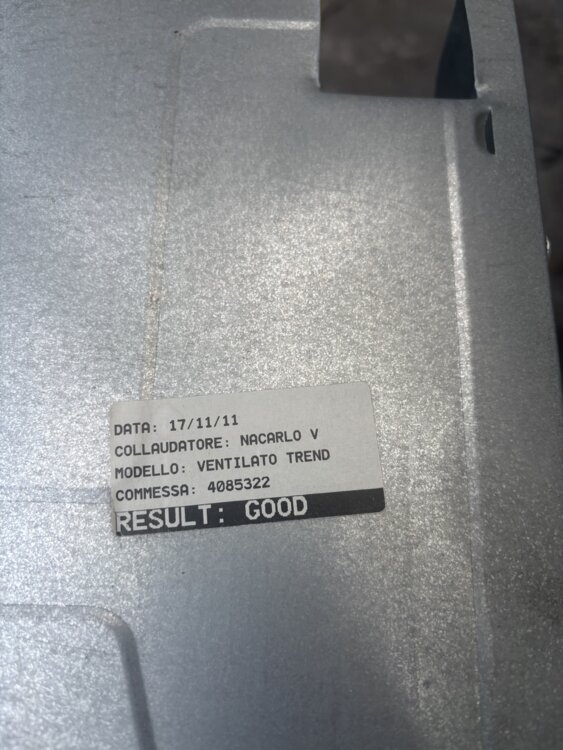 DATA: 17/11/11
COLLAUDATORE: NACARLO V
MODELLO: VENTILATO TREND
COMMESSA: 4085322
RESULT: GOOD